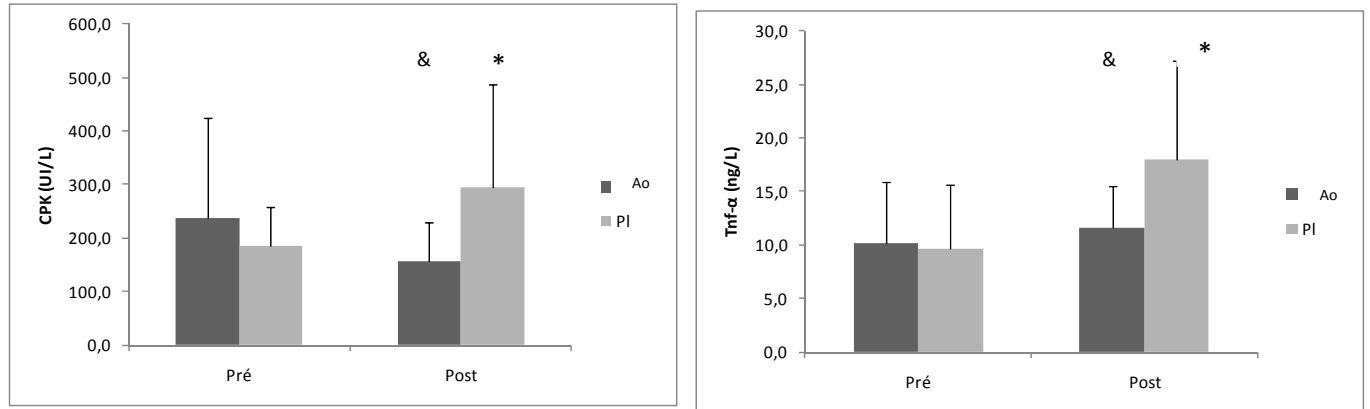 600,0
500,0
400,0
300,0
200,0
100,0
0,0
CPK (UI/L)
& *
Pré Post
Ao
Pl
30,0
25,0
20,0
15,0
10,0
5,0
0,0
Tnf-α (ng/L)
& *
Pré Post
Ao
Pl